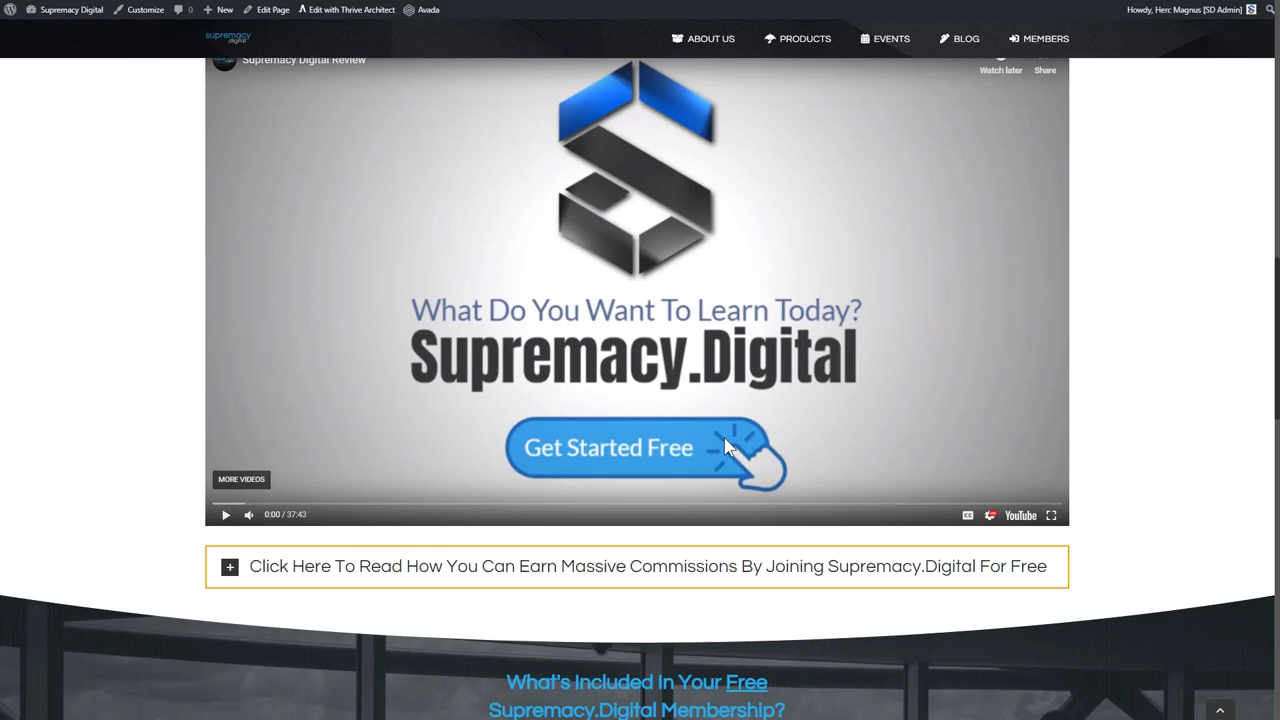 Supremacy Digital
Customize
0
New
Edit Page
Edit with Thrive Architect
Avada
Howdy, Herc Magnus [SD Admin]
supremacy
.digital
ABOUT US
PRODUCTS
EVENTS
BLOG
MEMBERS
Supremacy Digital Review
Watch later
Share
What Do You Want To Learn Today?
Supremacy.Digital
Get Started Free
MORE VIDEOS
0:00 / 37:43
CC
YouTube
Click Here To Read How You Can Earn Massive Commissions By Joining Supremacy.Digital For Free
What's Included In Your Free
Supremacy.Digital Membership?